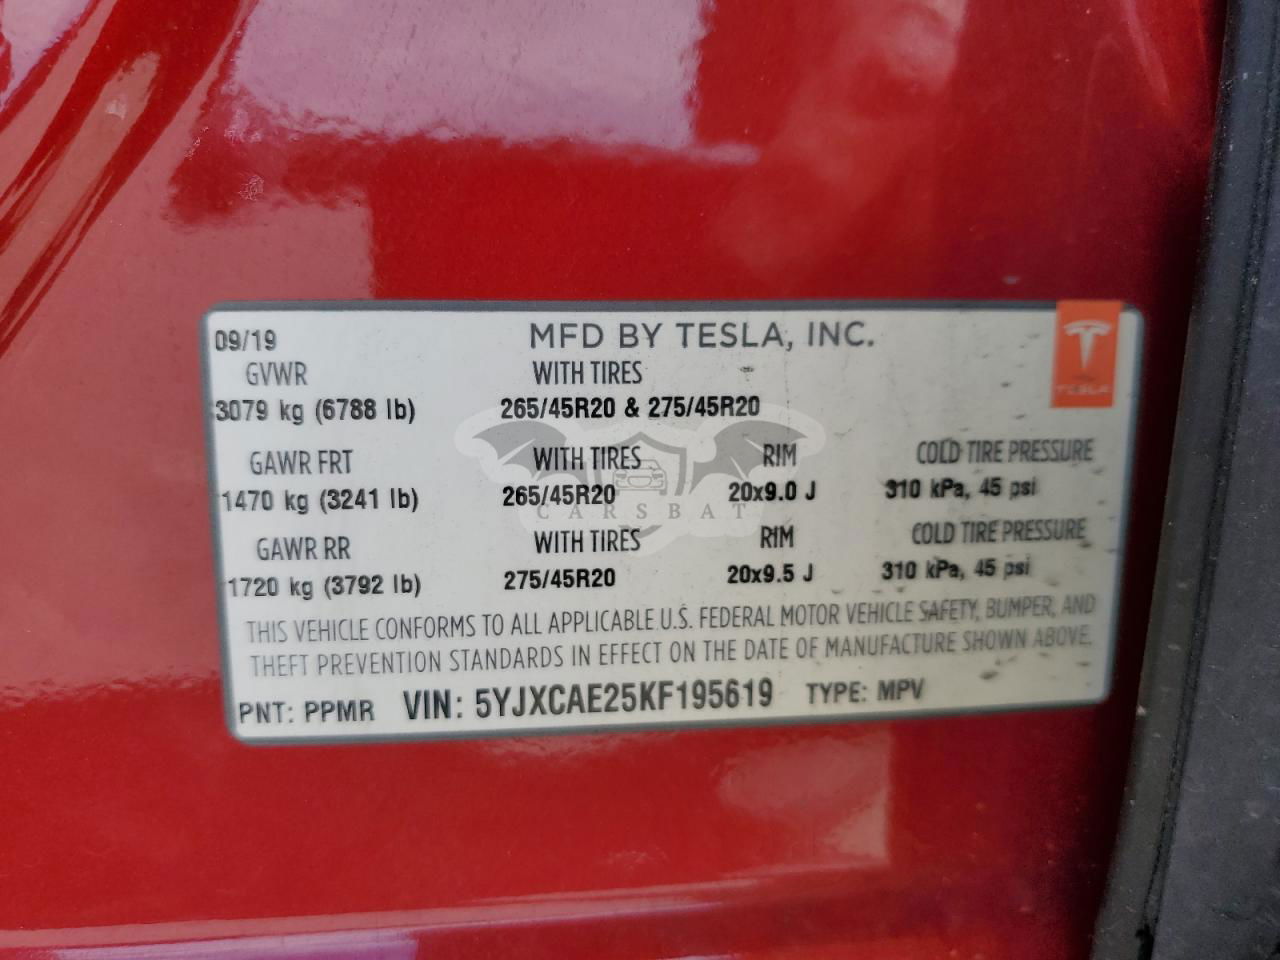 09/19 MFD BY TESLA, INC.
GVWR WITH TIRES
3079 kg (6788 lb) 265/45R20 & 275/45R20
TESLA
GAWR FRT WITH TIRES RIM COLD TIRE PRESSURE
1470 kg (3241 lb) 265/45R20 20x9.0 J 310 kPa, 45 psi
CARSBAT
GAWR RR WITH TIRES RIM COLD TIRE PRESSURE
1720 kg (3792 lb) 275/45R20 20x9.5 J 310 kPa, 45 psi
THIS VEHICLE CONFORMS TO ALL APPLICABLE U.S. FEDERAL MOTOR VEHICLE SAFETY, BUMPER, AND
THEFT PREVENTION STANDARDS IN EFFECT ON THE DATE OF MANUFACTURE SHOWN ABOVE.
PNT: PPMR VIN: 5YJXCAE25KF195619 TYPE: MPV